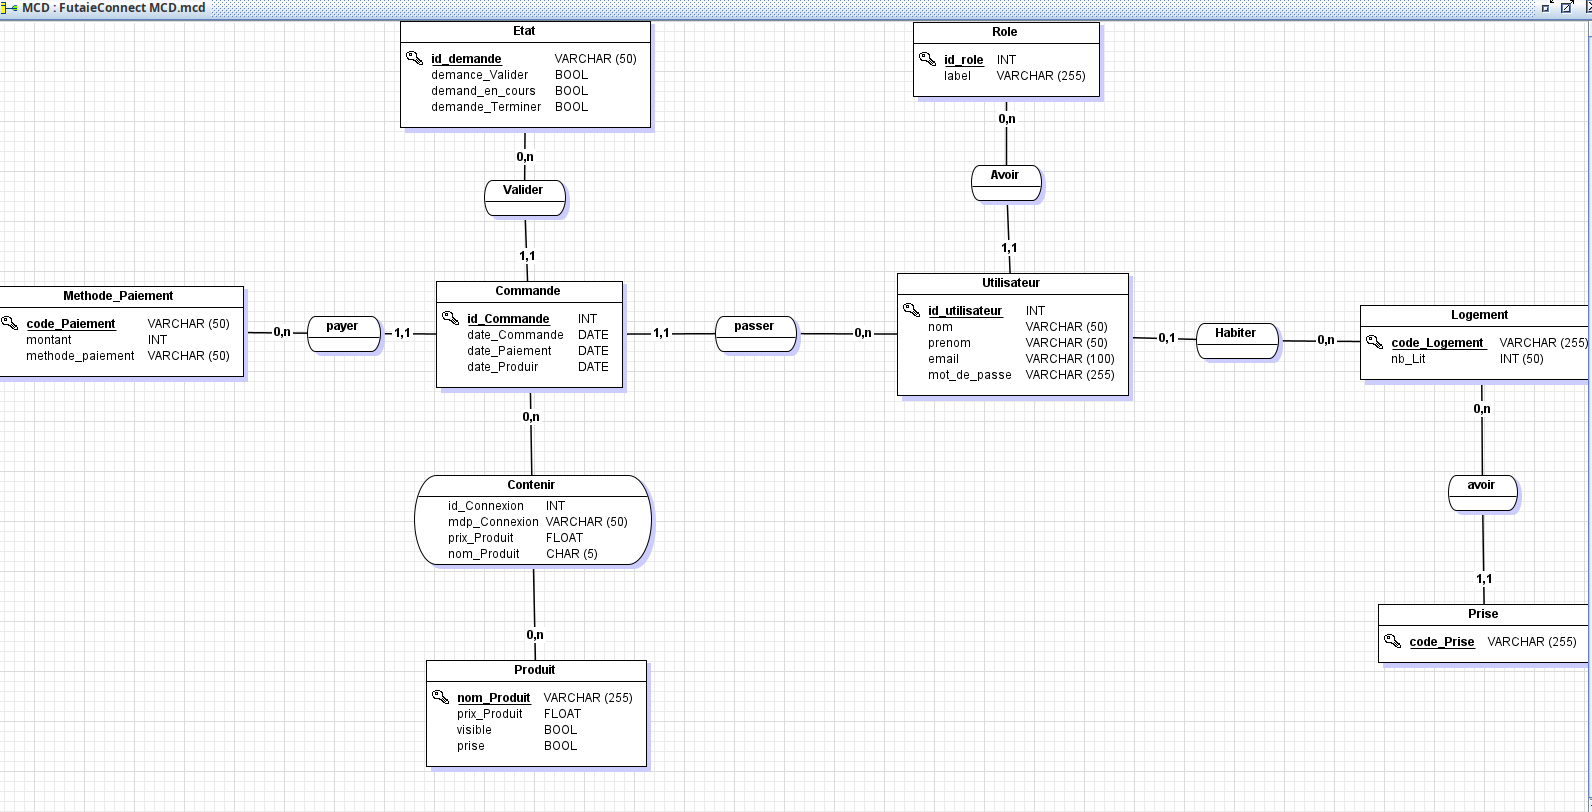 MCD : FutaieConnect MCD.mcd
Etat
id_demande VARCHAR (50)
demance_Valider BOOL
demand_en_cours BOOL
demande_Terminer BOOL
0,n
Valider
1,1
Role
id_role INT
label VARCHAR (255)
0,n
Avoir
1,1
Methode_Paiement
code_Paiement VARCHAR (50)
montant INT
methode_paiement VARCHAR (50)
0,n
payer
1,1
Commande
id_Commande INT
date_Commande DATE
date_Paiement DATE
date_Produir DATE
1,1
passer
0,n
Utilisateur
id_utilisateur INT
nom VARCHAR (50)
prenom VARCHAR (50)
email VARCHAR (100)
mot_de_passe VARCHAR (255)
0,1
Habiter
0,n
Logement
code_Logement VARCHAR (255)
nb_Lit INT (50)
0,n
avoir
1,1
Prise
code_Prise VARCHAR (255)
0,n
Contenir
id_Connexion INT
mdp_Connexion VARCHAR (50)
prix_Produit FLOAT
nom_Produit CHAR (5)
0,n
Produit
nom_Produit VARCHAR (255)
prix_Produit FLOAT
visible BOOL
prise BOOL